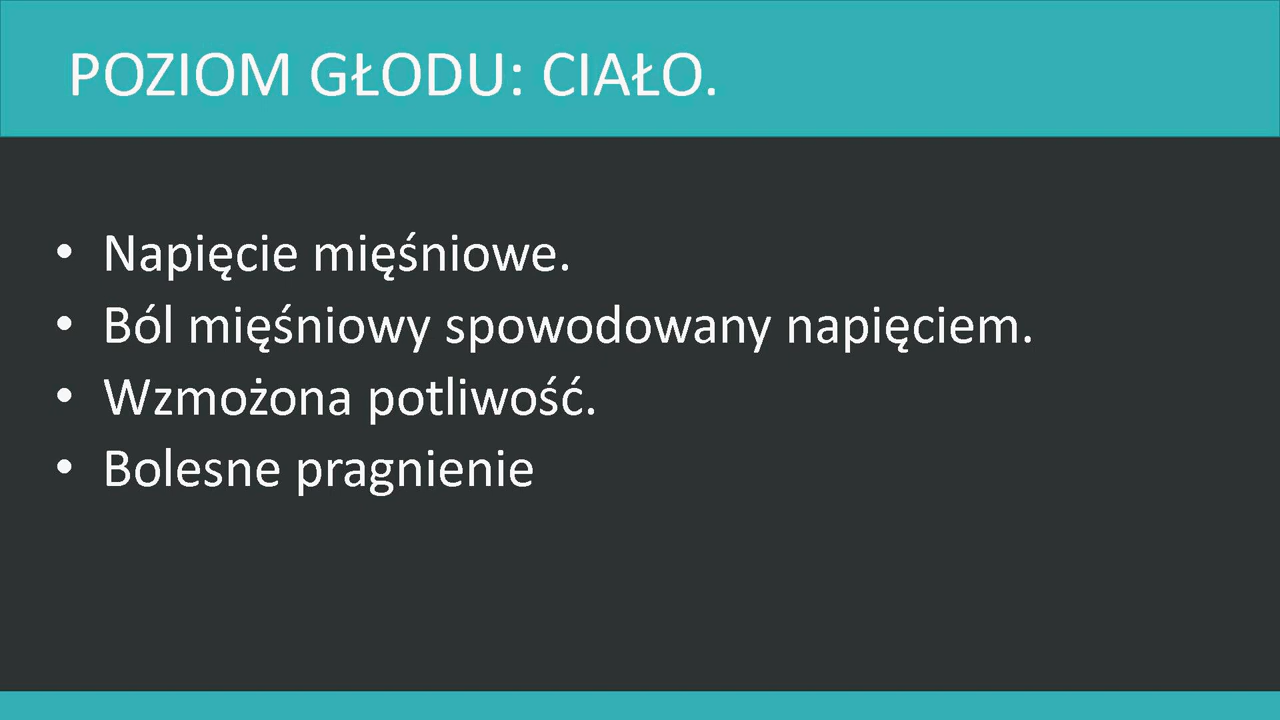 POZIOM GŁODU: CIAŁO.
• Napięcie mięśniowe.
• Ból mięśniowy spowodowany napięciem.
• Wzmożona potliwość.
• Bolesne pragnienie